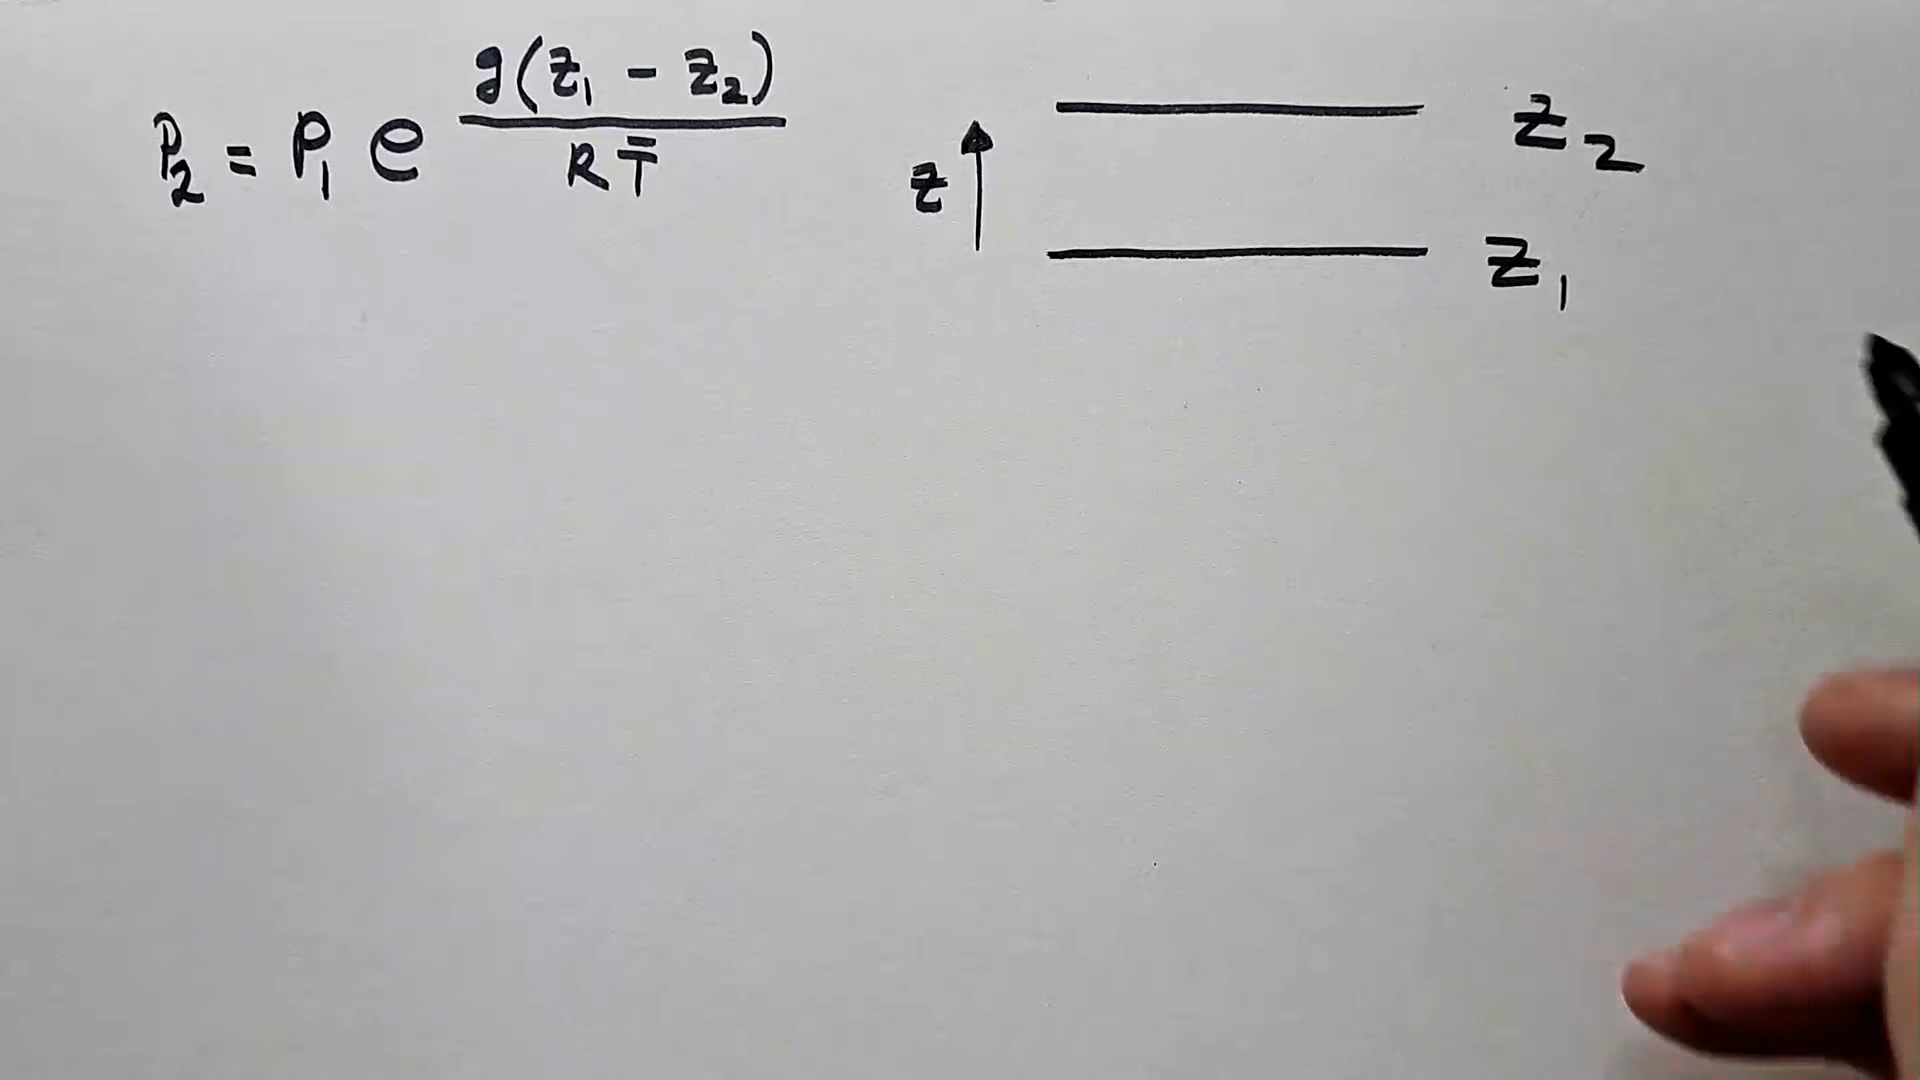 P₂ = P₁ e^{g(z₁ - z₂) / R T̿}
z
z₂
z₁